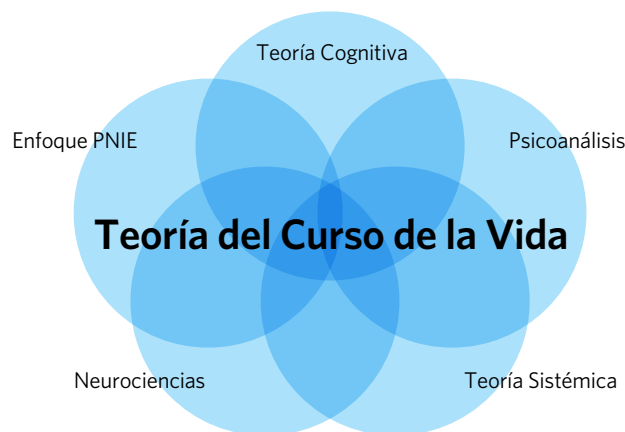 Teoría Cognitiva
Enfoque PNIE
Psicoanálisis
Teoría del Curso de la Vida
Neurociencias
Teoría Sistémica